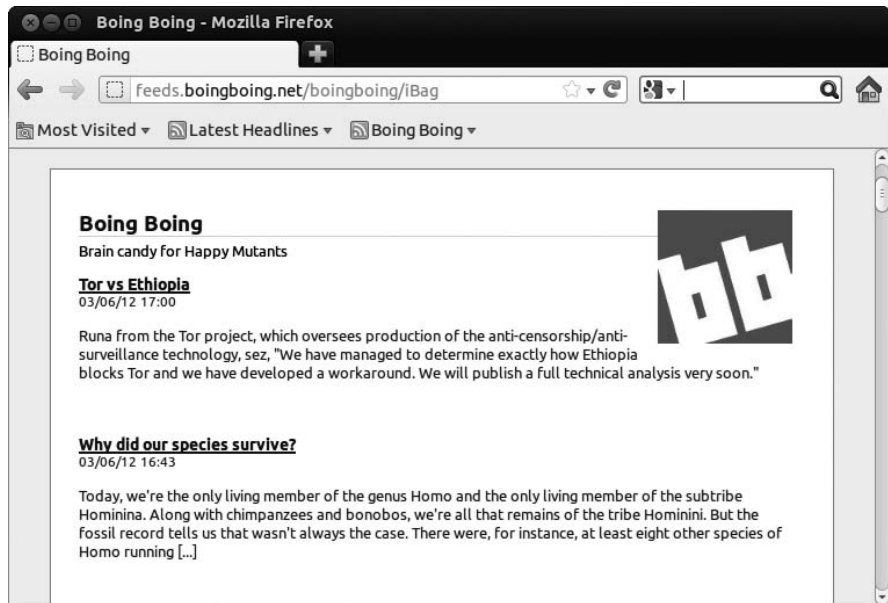 Boing Boing - Mozilla Firefox
Boing Boing
feeds.boingboing.net/boingboing/iBag
Most Visited
Latest Headlines
Boing Boing
Boing Boing
Brain candy for Happy Mutants
bb
Tor vs Ethiopia
03/06/12 17:00
Runa from the Tor project, which oversees production of the anti-censorship/anti-
surveillance technology, sez, "We have managed to determine exactly how Ethiopia
blocks Tor and we have developed a workaround. We will publish a full technical analysis very soon."
Why did our species survive?
03/06/12 16:43
Today, we're the only living member of the genus Homo and the only living member of the subtribe
Hominina. Along with chimpanzees and bonobos, we're all that remains of the tribe Hominini. But the
fossil record tells us that wasn't always the case. There were, for instance, at least eight other species of
Homo running [...]